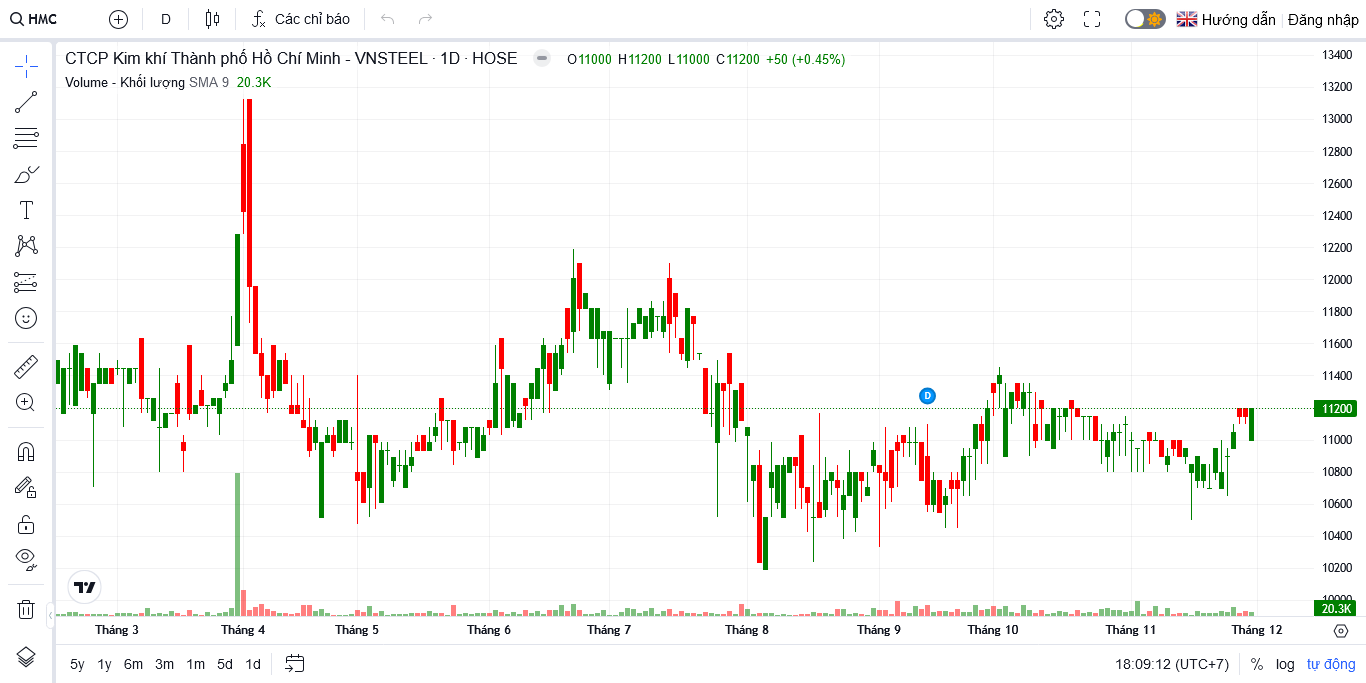 HMC D Các chỉ báo Hướng dẫn Đăng nhập
CTCP Kim khí Thành phố Hồ Chí Minh - VNSTEEL · 1D · HOSE O11000 H11200 L11000 C11200 +50 (+0.45%)
Volume - Khối lượng SMA 9 20.3K
13400
13200
13000
12800
12600
12400
12200
12000
11800
11600
11400
D
11200
11000
10800
10600
10400
10200
10000
20.3K
Tháng 3 Tháng 4 Tháng 5 Tháng 6 Tháng 7 Tháng 8 Tháng 9 Tháng 10 Tháng 11 Tháng 12
5y 1y 6m 3m 1m 5d 1d 18:09:12 (UTC+7) % log tự động